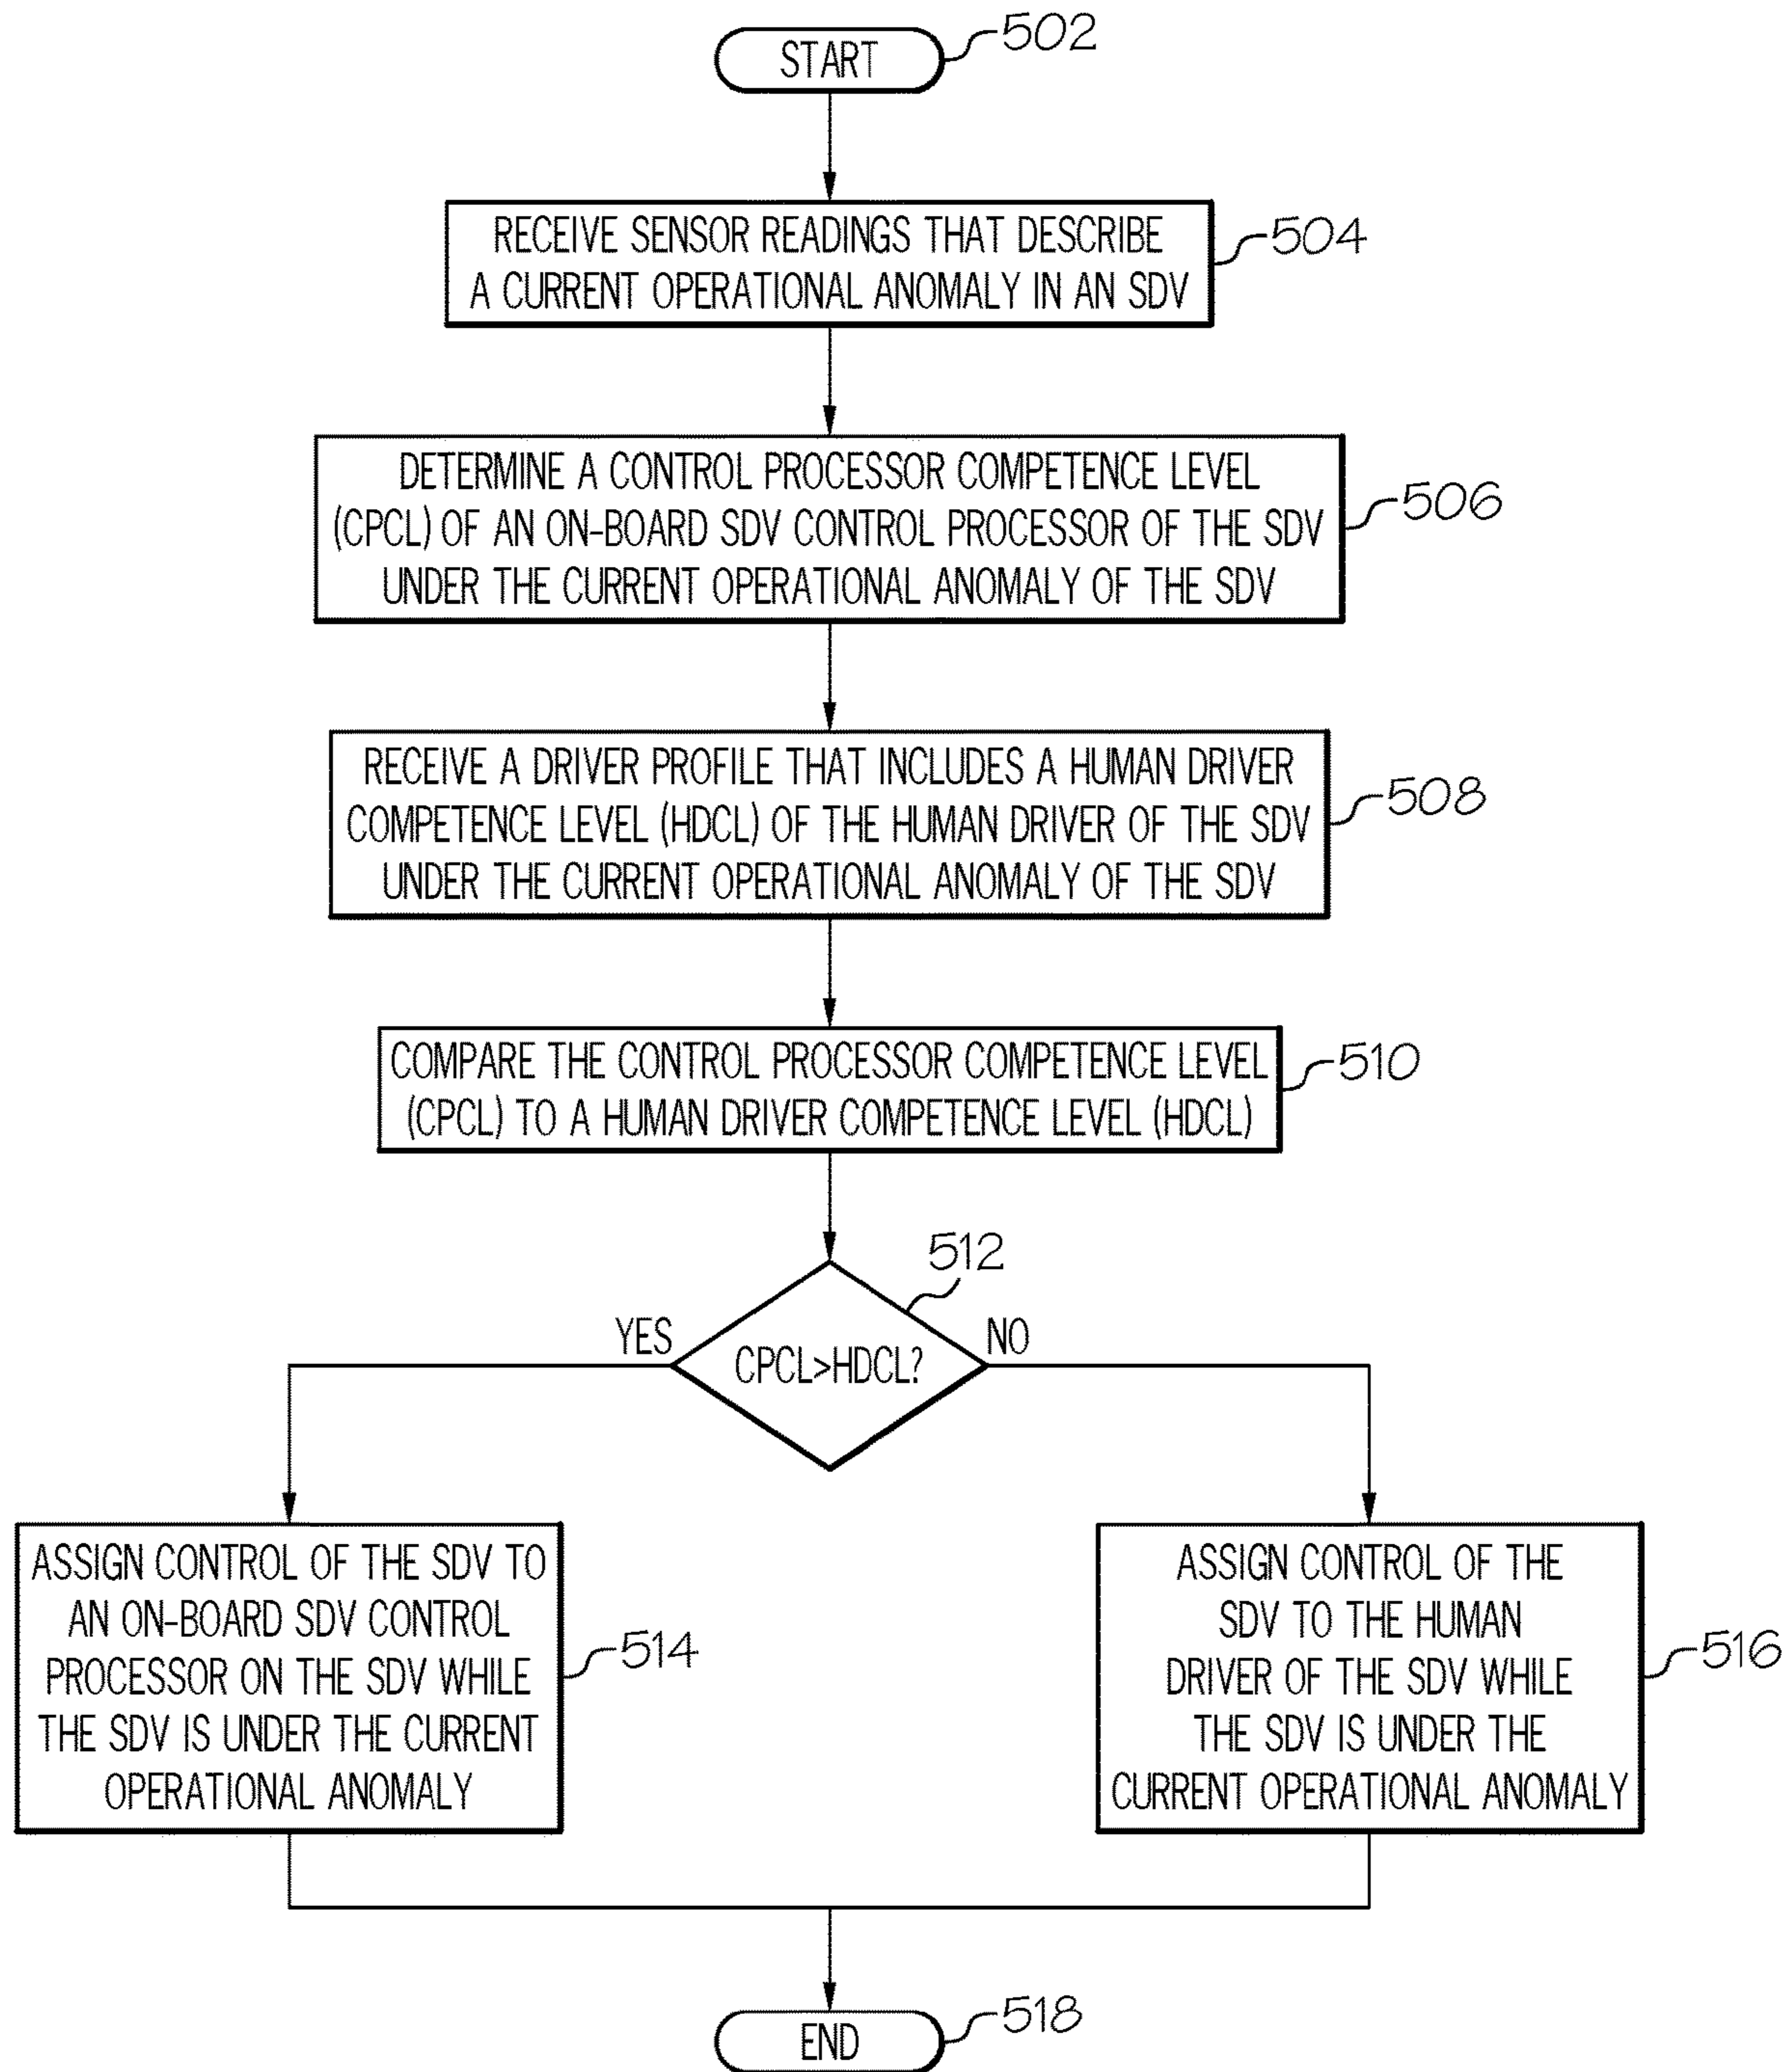 START
502
RECEIVE SENSOR READINGS THAT DESCRIBE
A CURRENT OPERATIONAL ANOMALY IN AN SDV
504
DETERMINE A CONTROL PROCESSOR COMPETENCE LEVEL
(CPCL) OF AN ON-BOARD SDV CONTROL PROCESSOR OF THE SDV
UNDER THE CURRENT OPERATIONAL ANOMALY OF THE SDV
506
RECEIVE A DRIVER PROFILE THAT INCLUDES A HUMAN DRIVER
COMPETENCE LEVEL (HDCL) OF THE HUMAN DRIVER OF THE SDV
UNDER THE CURRENT OPERATIONAL ANOMALY OF THE SDV
508
COMPARE THE CONTROL PROCESSOR COMPETENCE LEVEL
(CPCL) TO A HUMAN DRIVER COMPETENCE LEVEL (HDCL)
510
512
YES
CPCL>HDCL?
NO
ASSIGN CONTROL OF THE SDV TO
AN ON-BOARD SDV CONTROL
PROCESSOR ON THE SDV WHILE
THE SDV IS UNDER THE CURRENT
OPERATIONAL ANOMALY
514
ASSIGN CONTROL OF THE
SDV TO THE HUMAN
DRIVER OF THE SDV WHILE
THE SDV IS UNDER THE
CURRENT OPERATIONAL ANOMALY
516
END
518